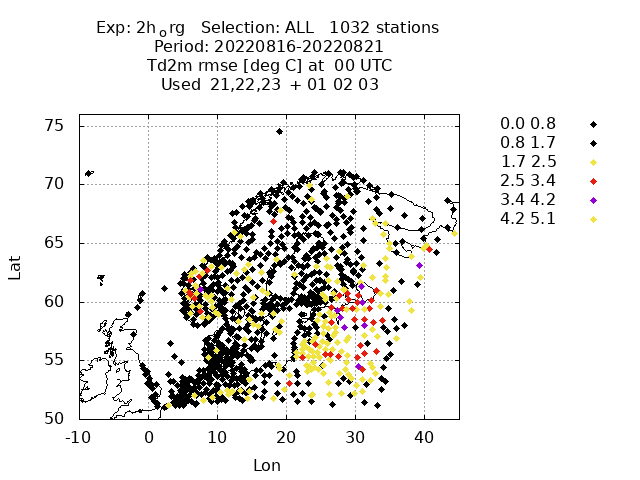 Exp: 2h_org Selection: ALL 1032 stations
Period: 20220816-20220821
Td2m rmse [deg C] at 00 UTC
Used 21,22,23 + 01 02 03
0.0 0.8
0.8 1.7
1.7 2.5
2.5 3.4
3.4 4.2
4.2 5.1
75
70
65
60
55
50
Lat
-10 0 10 20 30 40
Lon